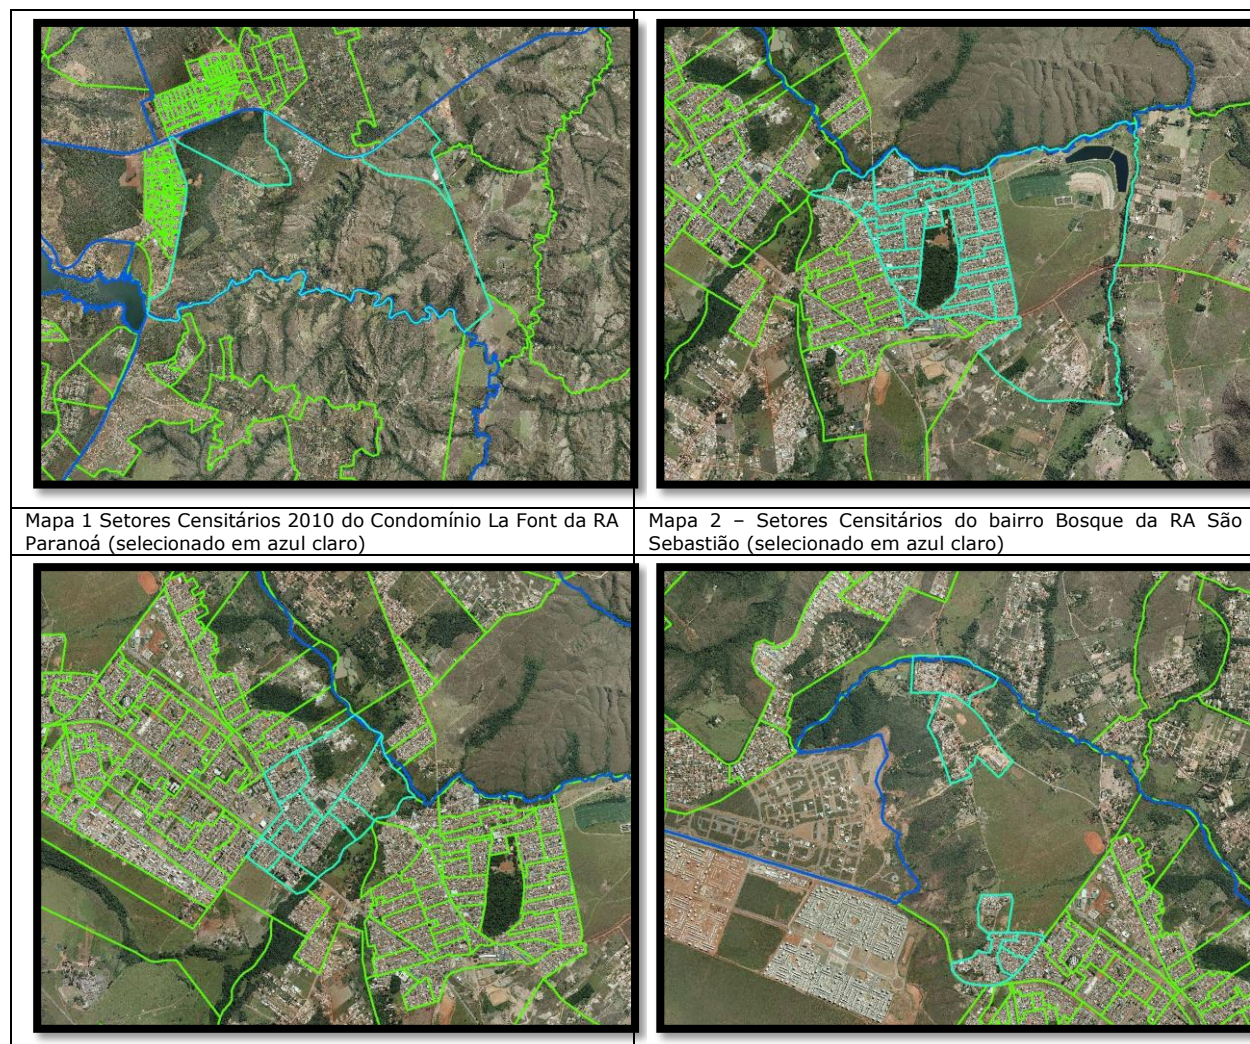 Mapa 1 Setores Censitários 2010 do Condomínio La Font da RA
Paranoá (selecionado em azul claro)
Mapa 2 – Setores Censitários do bairro Bosque da RA São
Sebastião (selecionado em azul claro)